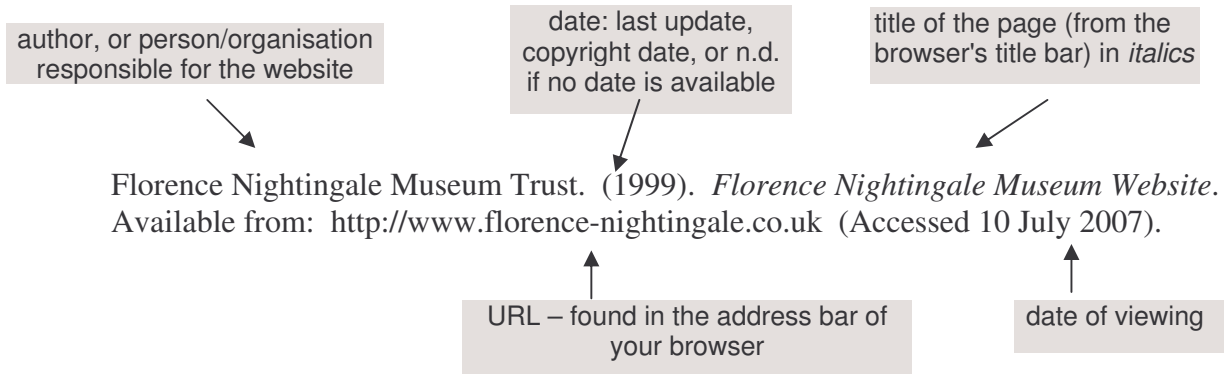 author, or person/organisation
responsible for the website
date: last update,
copyright date, or n.d.
if no date is available
title of the page (from the
browser's title bar) in italics
Florence Nightingale Museum Trust. (1999). Florence Nightingale Museum Website.
Available from: http://www.florence-nightingale.co.uk (Accessed 10 July 2007).
URL – found in the address bar of
your browser
date of viewing